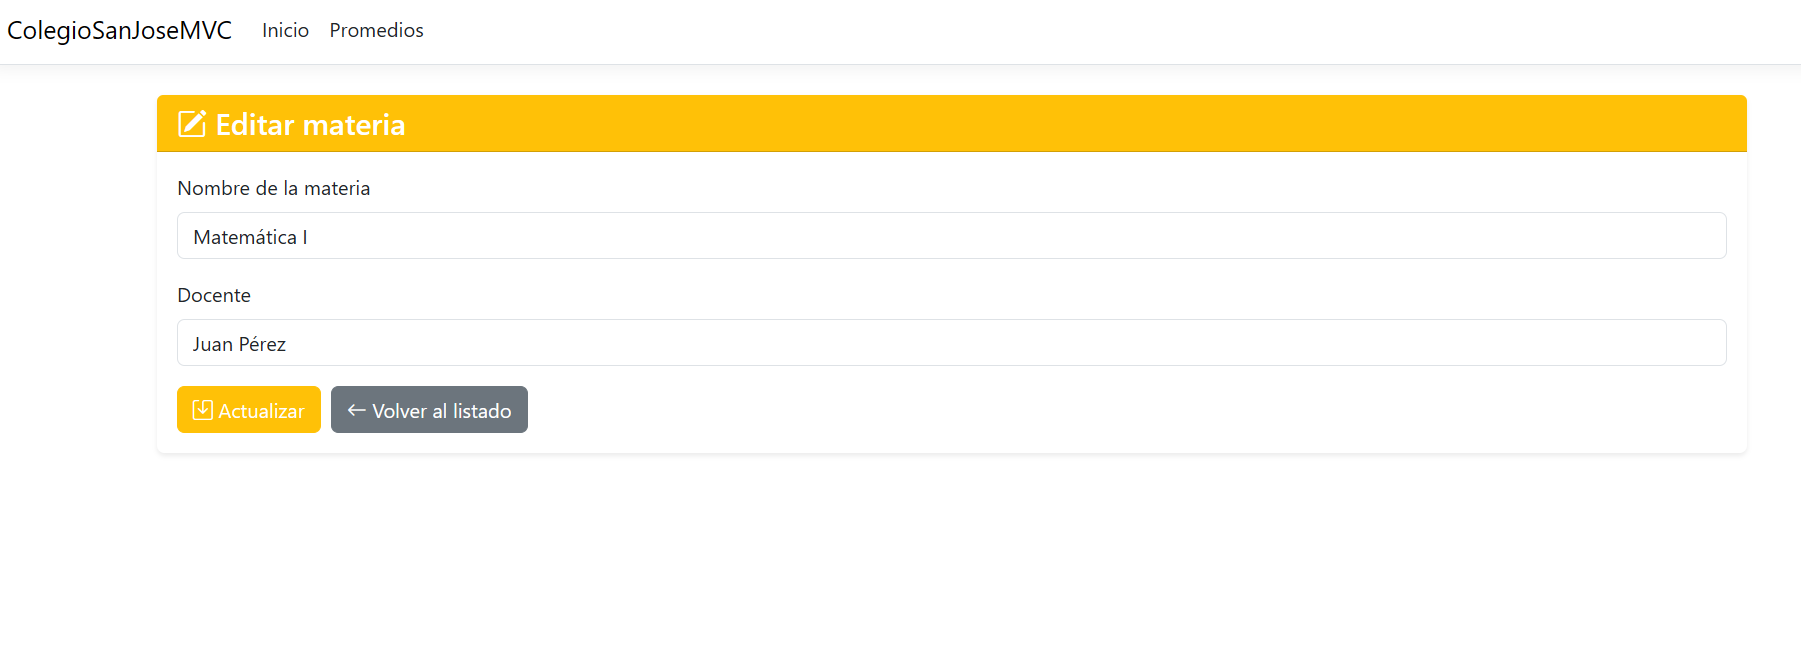 ColegioSanJoseMVC Inicio Promedios
Editar materia
Nombre de la materia
Matemática I
Docente
Juan Pérez
Actualizar Volver al listado